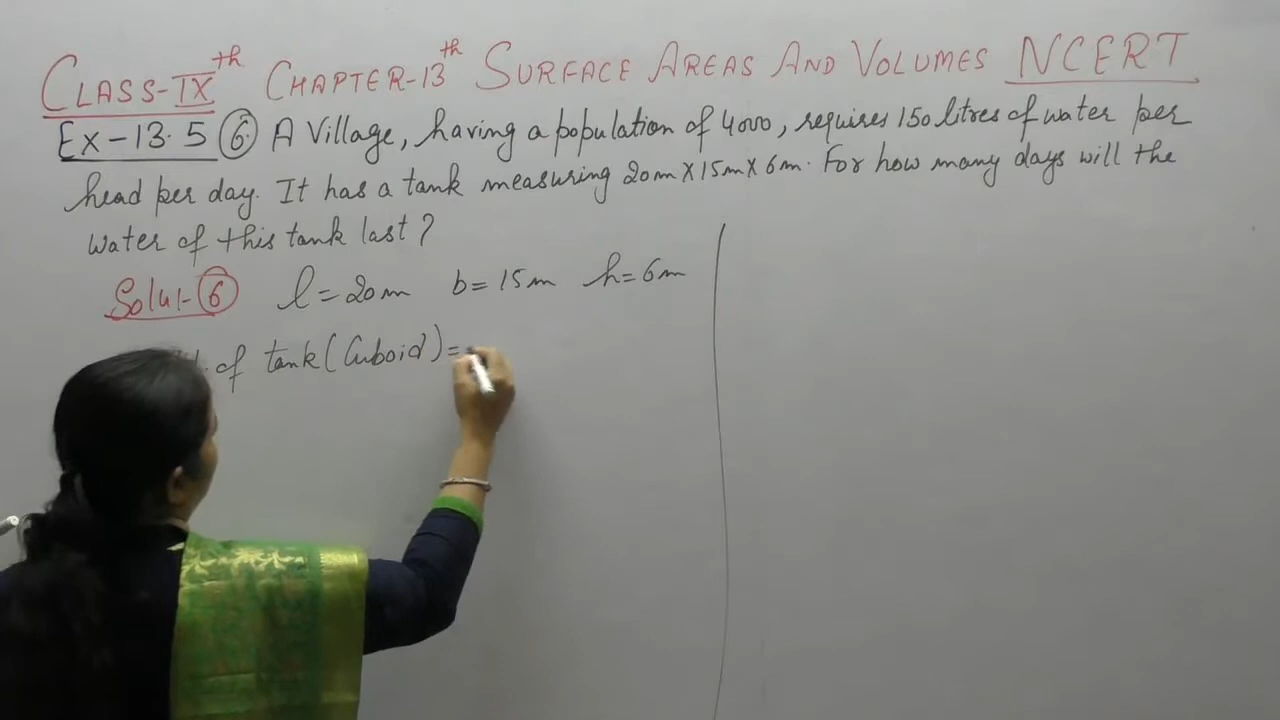 CLASS-IXth CHAPTER-13th SURFACE AREAS AND VOLUMES NCERT
Ex-13.5 6. A Village, having a population of 4000, requires 150 litres of water per
head per day. It has a tank measuring 20m X 15m X 6m. For how many days will the
water of this tank last?
Solu:- 6 l = 20m b = 15m h = 6m
of tank (Cuboid) =